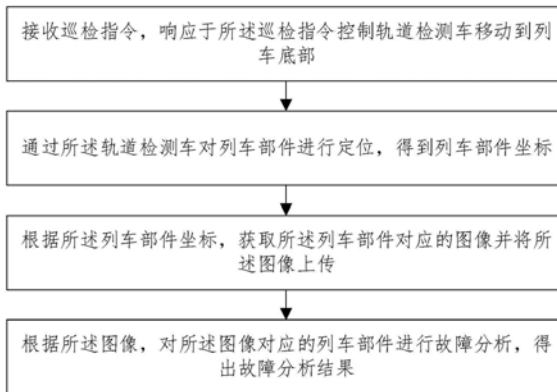 接收巡检指令，响应于所述巡检指令控制轨道检测车移动到列
车底部
通过所述轨道检测车对列车部件进行定位，得到列车部件坐标
根据所述列车部件坐标，获取所述列车部件对应的图像并将所
述图像上传
根据所述图像，对所述图像对应的列车部件进行故障分析，得
出故障分析结果